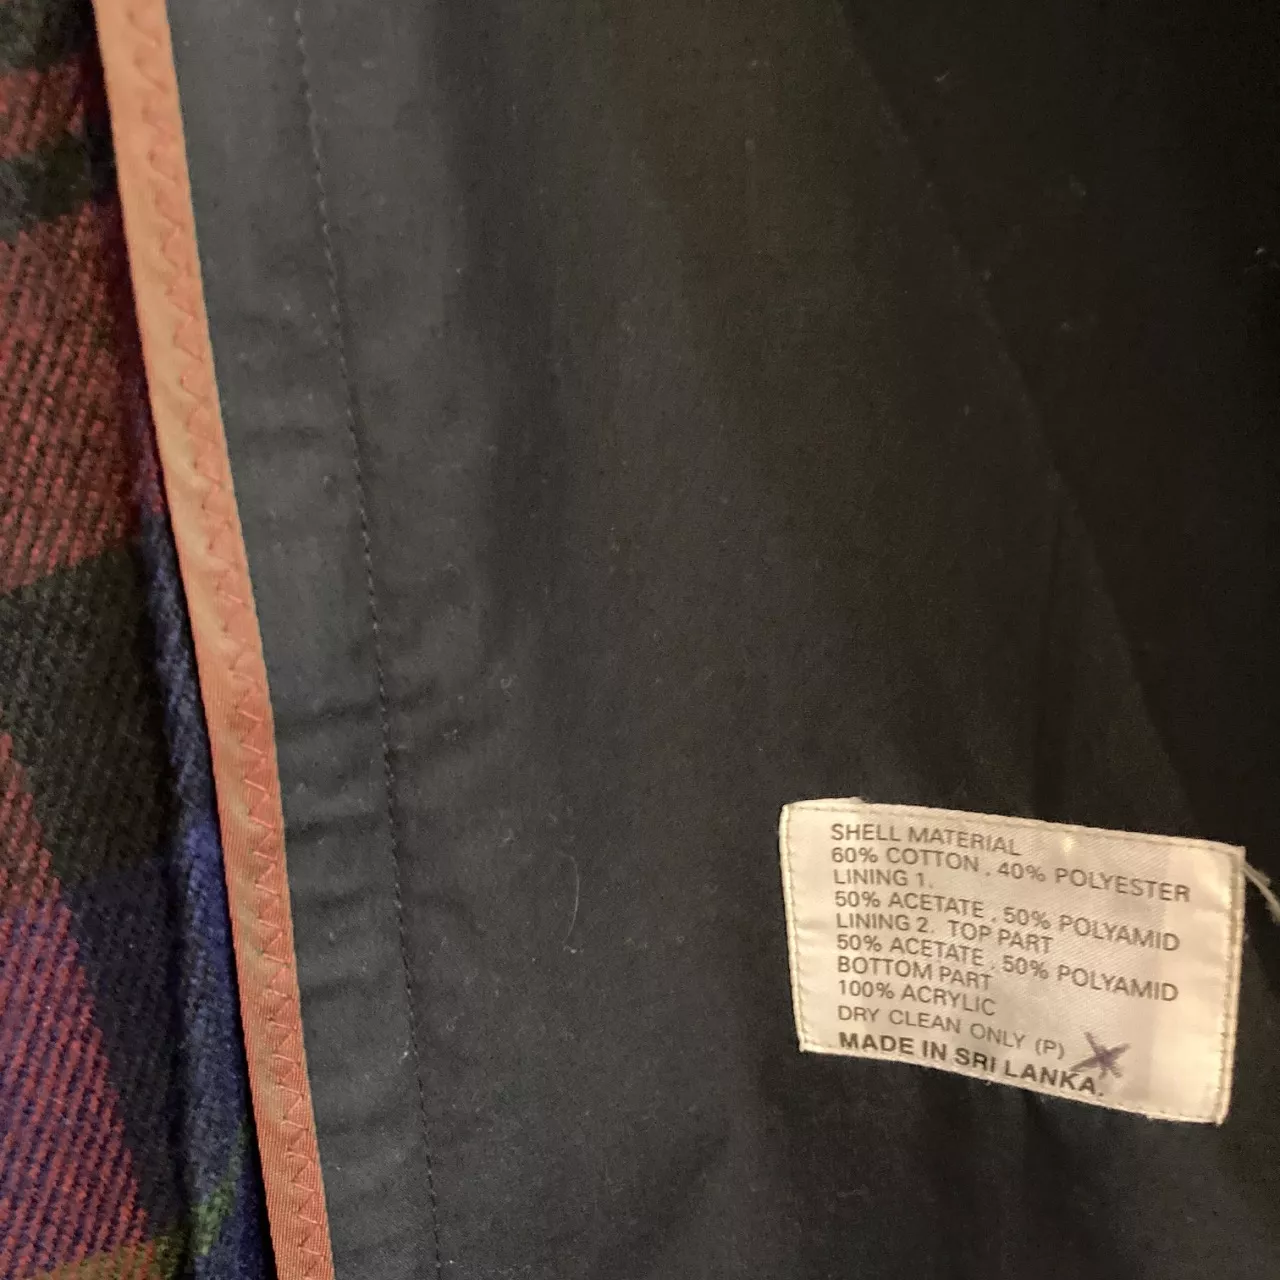 SHELL MATERIAL
60% COTTON . 40% POLYESTER
LINING 1.
50% ACETATE . 50% POLYAMID
LINING 2. TOP PART
50% ACETATE . 50% POLYAMID
BOTTOM PART
100% ACRYLIC
DRY CLEAN ONLY (P)
MADE IN SRI LANKA.